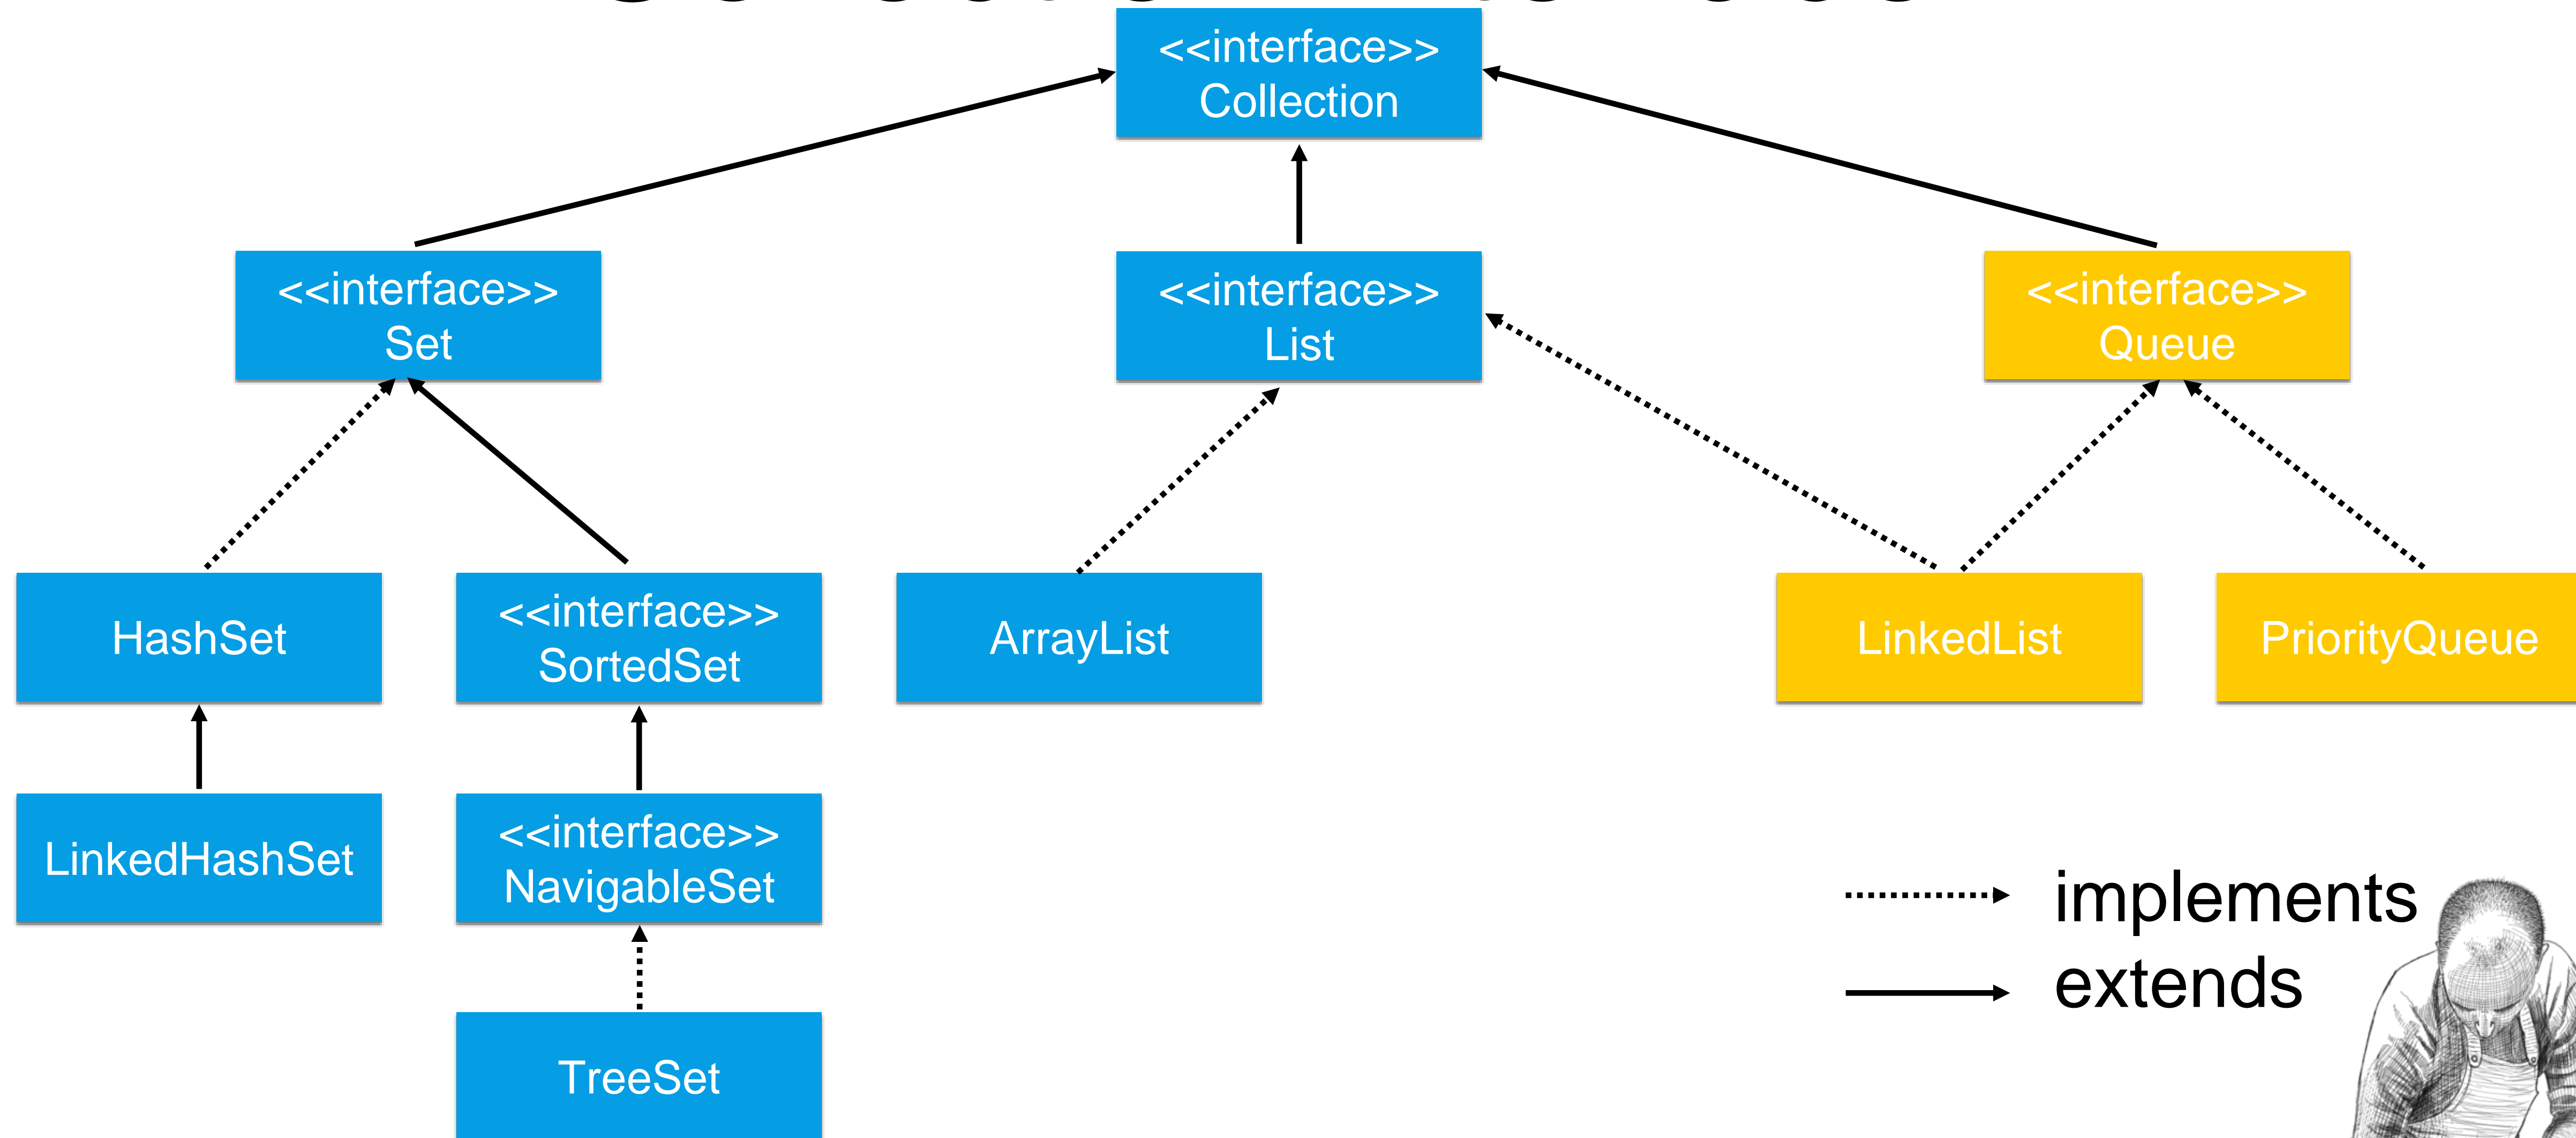 <<interface>>
Collection
<<interface>>
Set
<<interface>>
List
<<interface>>
Queue
HashSet
<<interface>>
SortedSet
ArrayList
LinkedList
PriorityQueue
LinkedHashSet
<<interface>>
NavigableSet
implements
extends
TreeSet